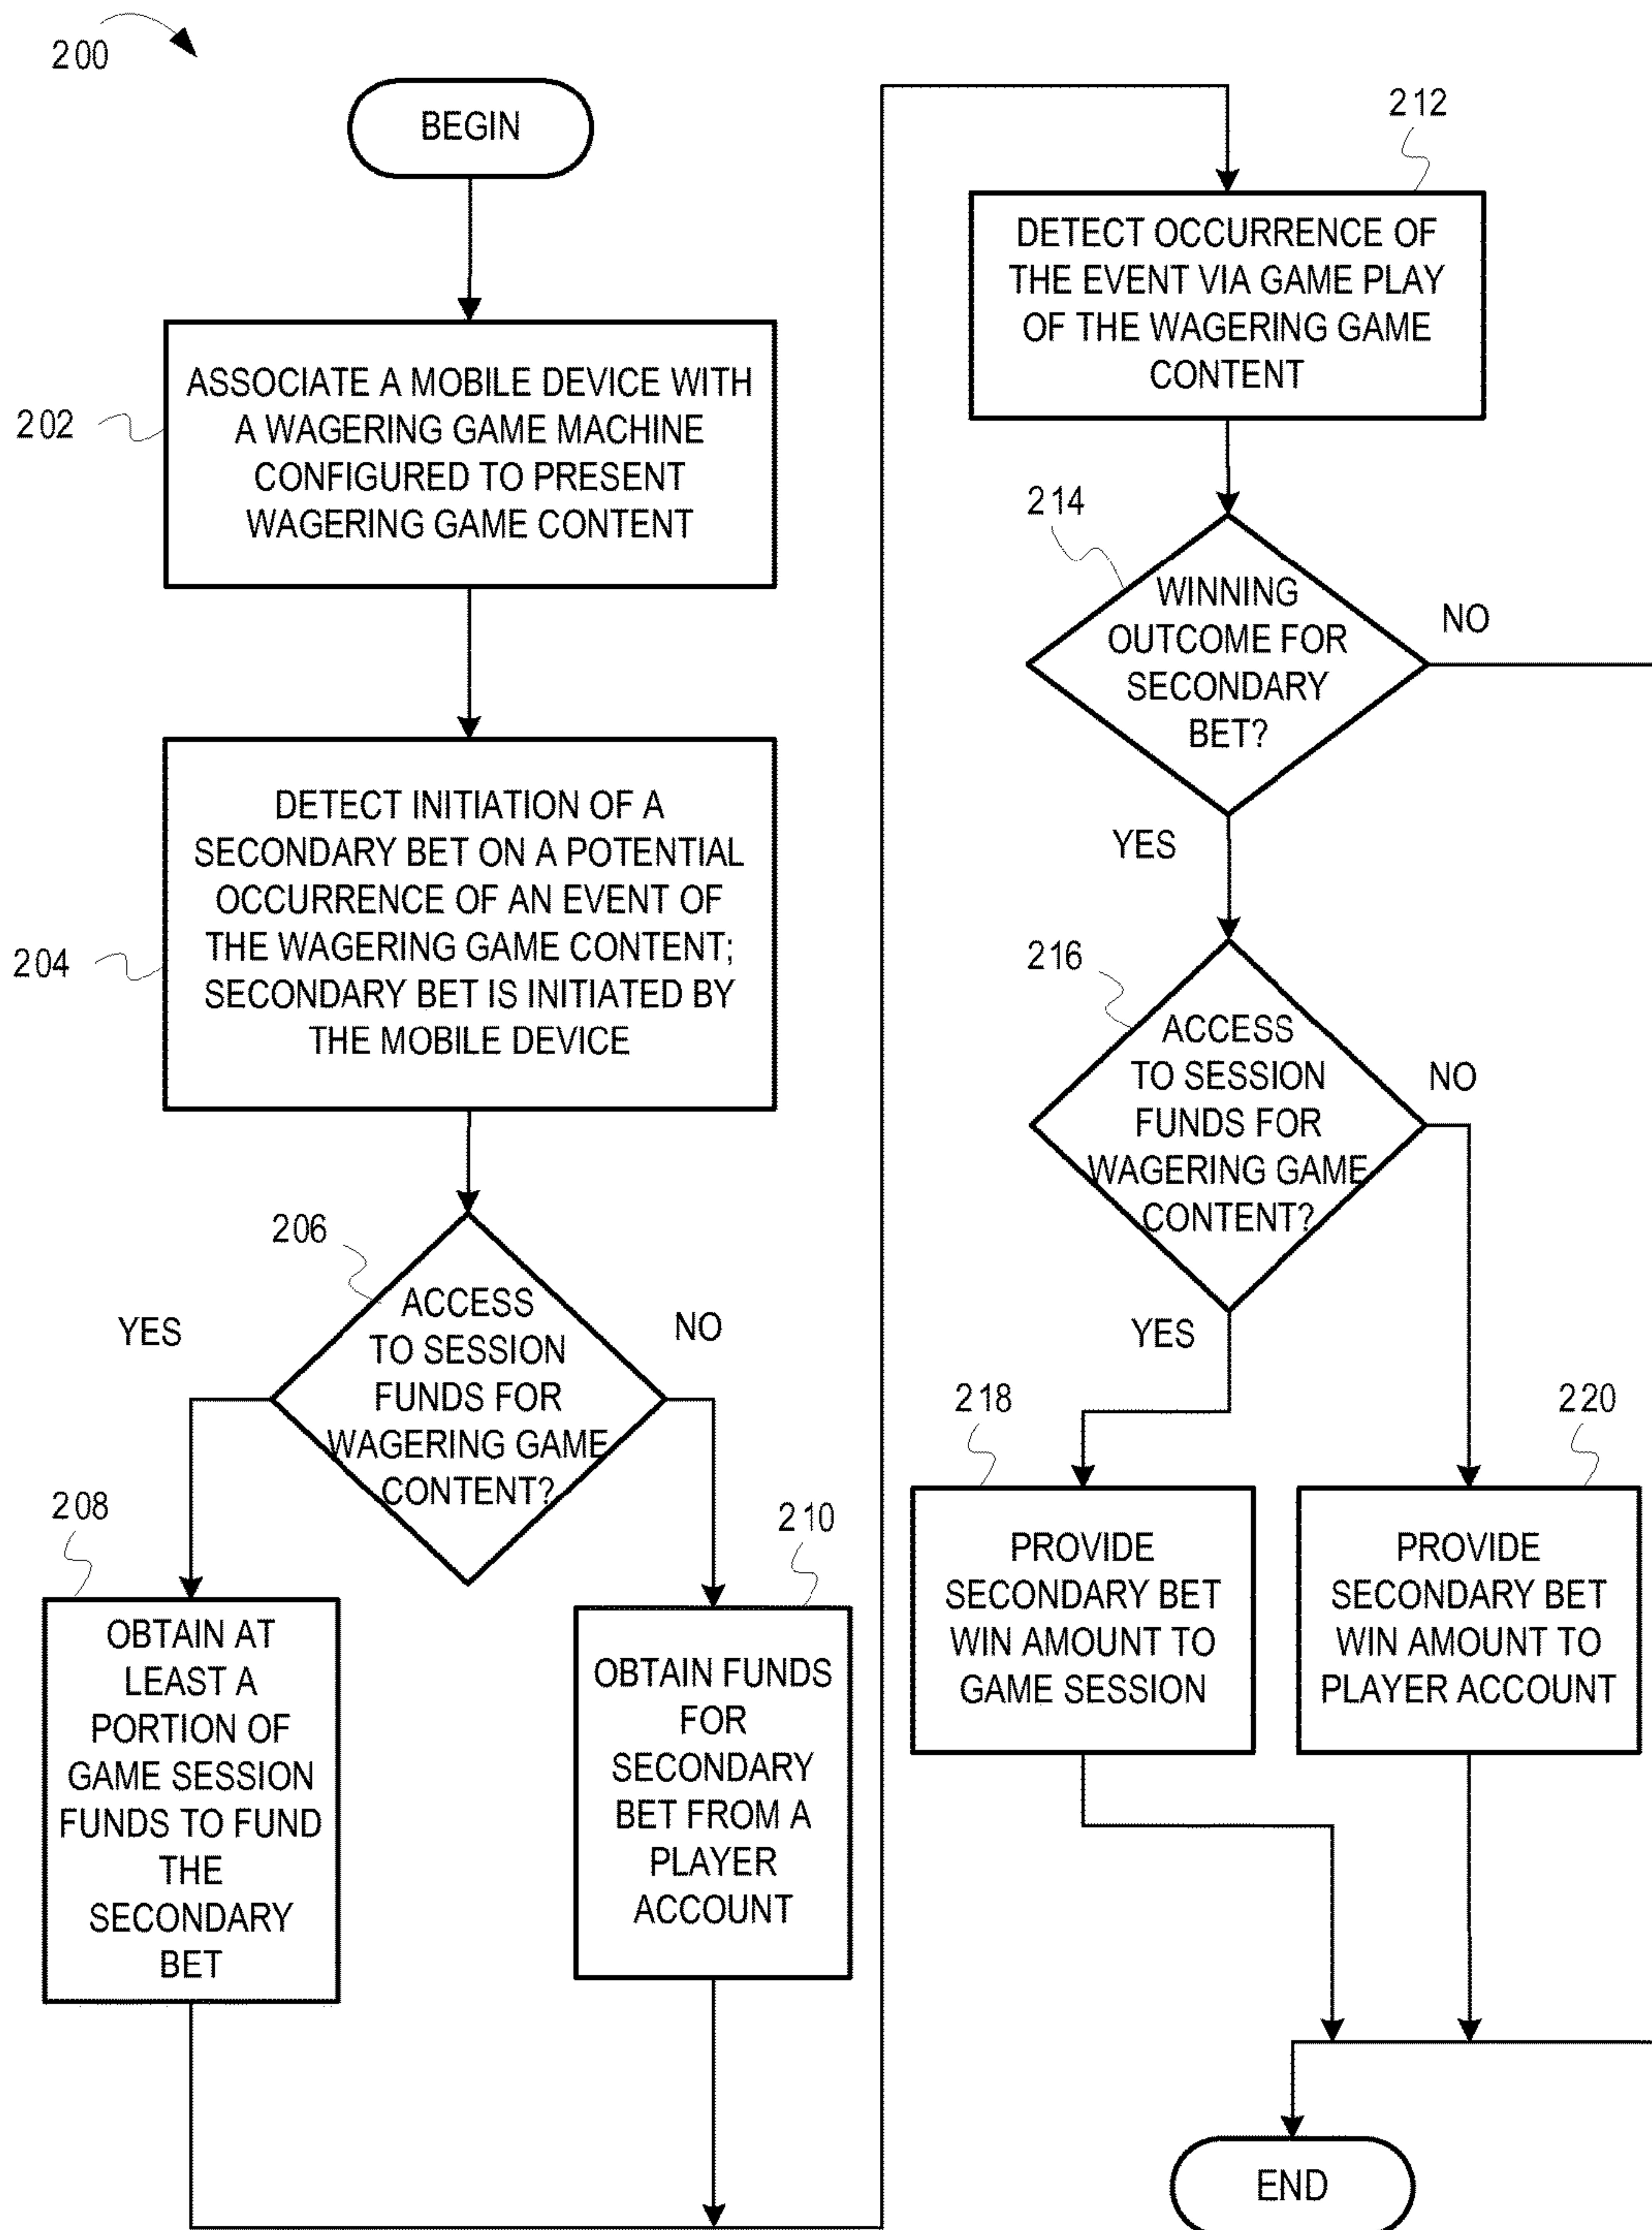 200
BEGIN
202
ASSOCIATE A MOBILE DEVICE WITH
A WAGERING GAME MACHINE
CONFIGURED TO PRESENT
WAGERING GAME CONTENT
204
DETECT INITIATION OF A
SECONDARY BET ON A POTENTIAL
OCCURRENCE OF AN EVENT OF
THE WAGERING GAME CONTENT;
SECONDARY BET IS INITIATED BY
THE MOBILE DEVICE
206
ACCESS
TO SESSION
FUNDS FOR
WAGERING GAME
CONTENT?
YES
NO
208
OBTAIN AT
LEAST A
PORTION OF
GAME SESSION
FUNDS TO FUND
THE
SECONDARY
BET
210
OBTAIN FUNDS
FOR
SECONDARY
BET FROM A
PLAYER
ACCOUNT
212
DETECT OCCURRENCE OF
THE EVENT VIA GAME PLAY
OF THE WAGERING GAME
CONTENT
214
WINNING
OUTCOME FOR
SECONDARY
BET?
NO
YES
216
ACCESS
TO SESSION
FUNDS FOR
WAGERING GAME
CONTENT?
NO
YES
218
PROVIDE
SECONDARY BET
WIN AMOUNT TO
GAME SESSION
220
PROVIDE
SECONDARY BET
WIN AMOUNT TO
PLAYER ACCOUNT
END